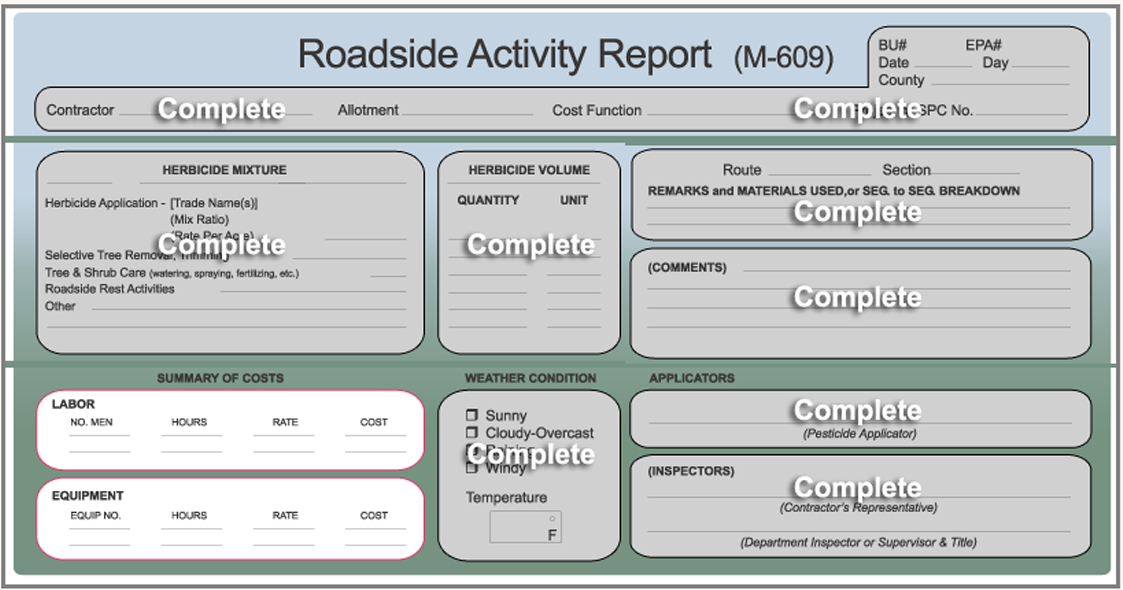 Roadside Activity Report (M-609)
BU# EPA#
Date Day
County
Contractor Complete Allotment Cost Function Complete SPC No.
HERBICIDE MIXTURE
Herbicide Application - [Trade Name(s)]
(Mix Ratio)
(Rate Per Acre)
Complete
Selective Tree Removal, Trimming
Tree & Shrub Care (watering, spraying, fertilizing, etc.)
Roadside Rest Activities
Other
HERBICIDE VOLUME
QUANTITY UNIT
Complete
Route Section
REMARKS and MATERIALS USED,or SEG. to SEG. BREAKDOWN
Complete
(COMMENTS)
Complete
SUMMARY OF COSTS
LABOR
NO. MEN HOURS RATE COST
EQUIPMENT
EQUIP NO. HOURS RATE COST
WEATHER CONDITION
Sunny
Cloudy-Overcast
Raining
Complete
Windy
Temperature
° F
APPLICATORS
Complete
(Pesticide Applicator)
(INSPECTORS)
Complete
(Contractor's Representative)
(Department Inspector or Supervisor & Title)